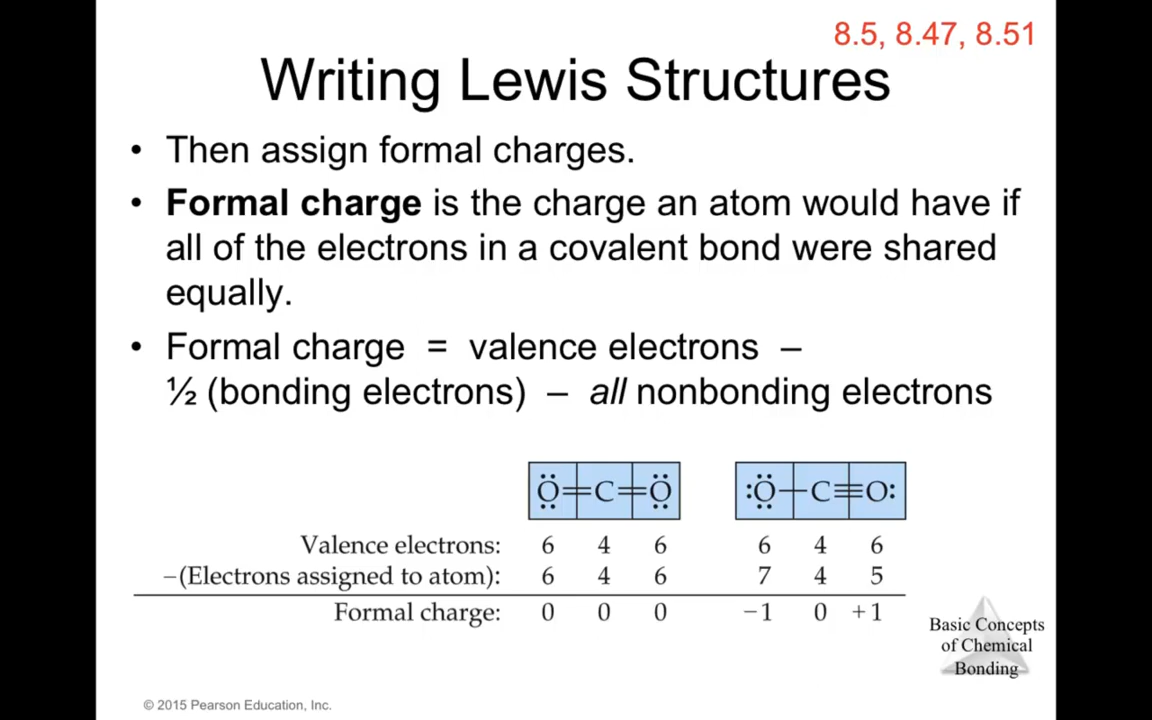 8.5, 8.47, 8.51
Writing Lewis Structures
• Then assign formal charges.
• Formal charge is the charge an atom would have if
all of the electrons in a covalent bond were shared
equally.
• Formal charge = valence electrons –
½ (bonding electrons) – all nonbonding electrons
Ö=C=Ö :Ö—C≡O:
Valence electrons: 6 4 6 6 4 6
−(Electrons assigned to atom): 6 4 6 7 4 5
Formal charge: 0 0 0 −1 0 +1
Basic Concepts
of Chemical
Bonding
© 2015 Pearson Education, Inc.